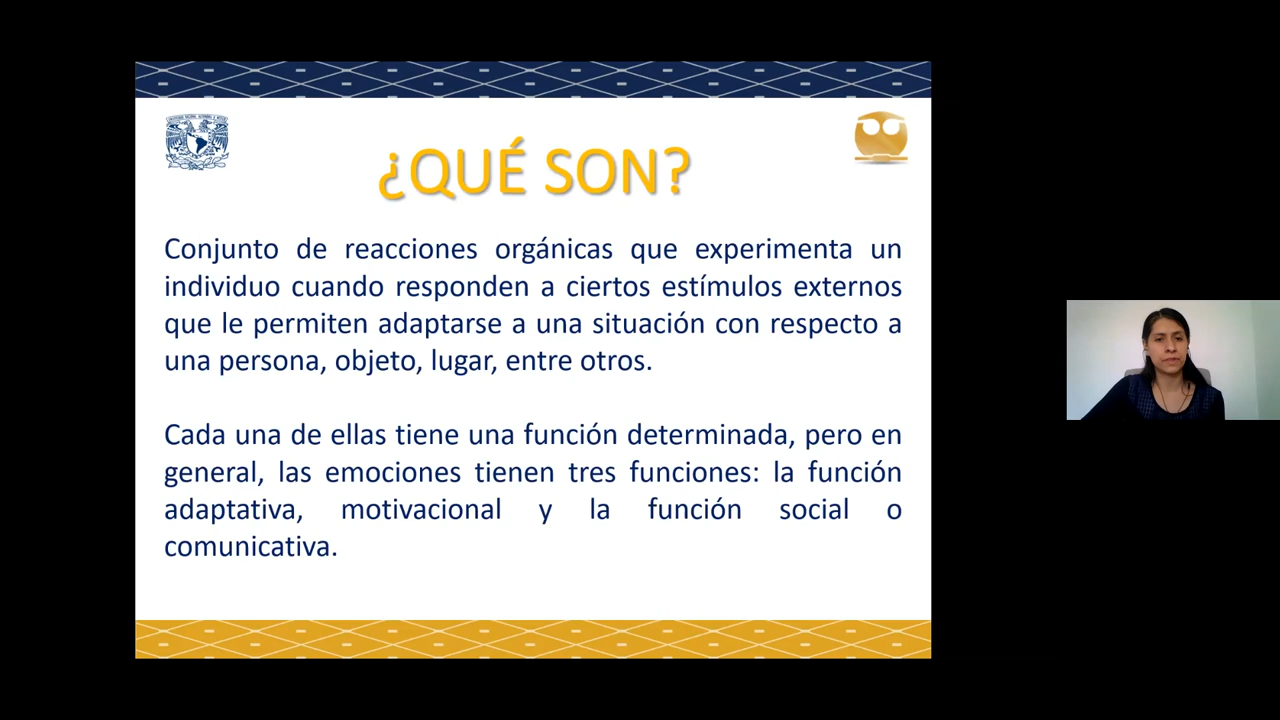 ¿QUÉ SON?
Conjunto de reacciones orgánicas que experimenta un
individuo cuando responden a ciertos estímulos externos
que le permiten adaptarse a una situación con respecto a
una persona, objeto, lugar, entre otros.
Cada una de ellas tiene una función determinada, pero en
general, las emociones tienen tres funciones: la función
adaptativa, motivacional y la función social o
comunicativa.